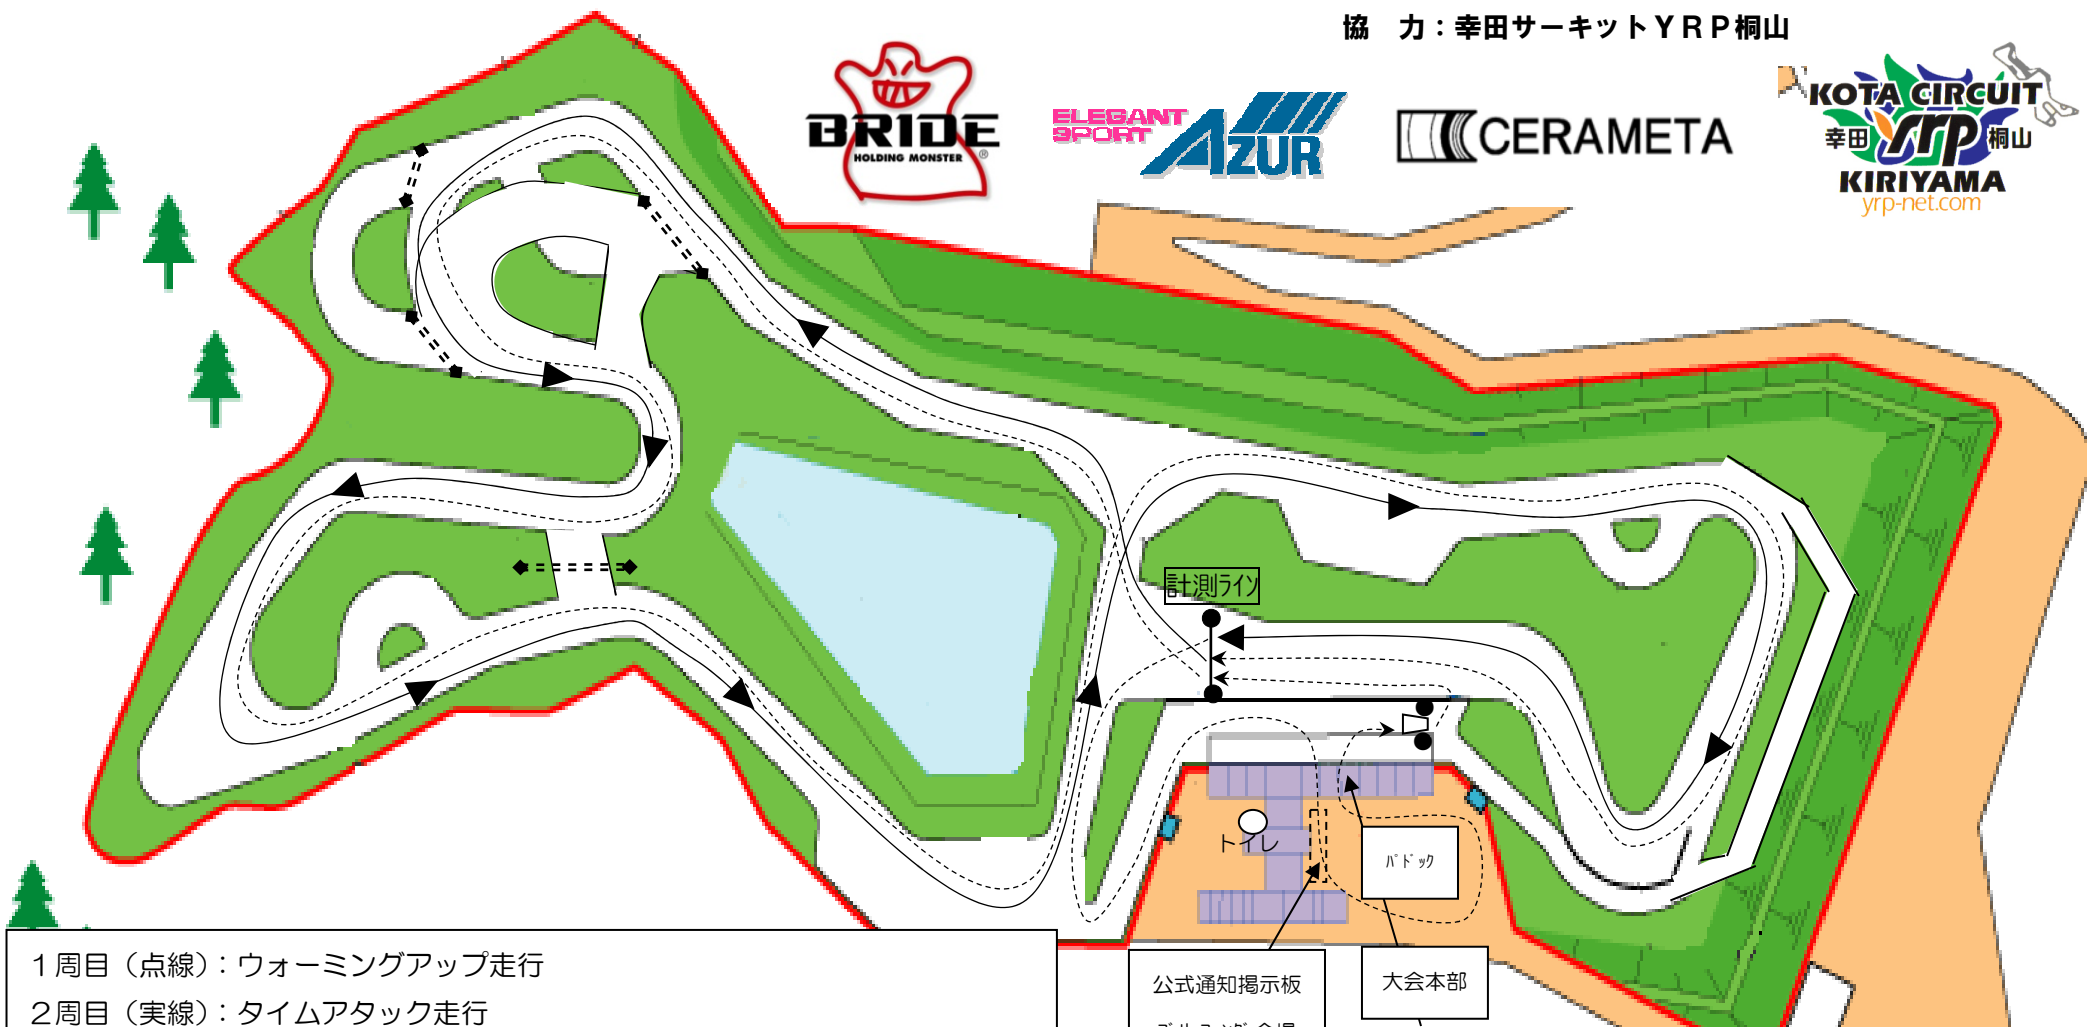 協　力：幸田サーキットＹＲＰ桐山
BRIDE
HOLDING MONSTER
®
ELEGANT
SPORT
AZUR
CERAMETA
KOTA CIRCUIT
幸田 yrp 桐山
KIRIYAMA
yrp-net.com
計測ライン
トイレ
パドック
公式通知掲示板
大会本部
１周目（点線）：ウォーミングアップ走行
２周目（実線）：タイムアタック走行